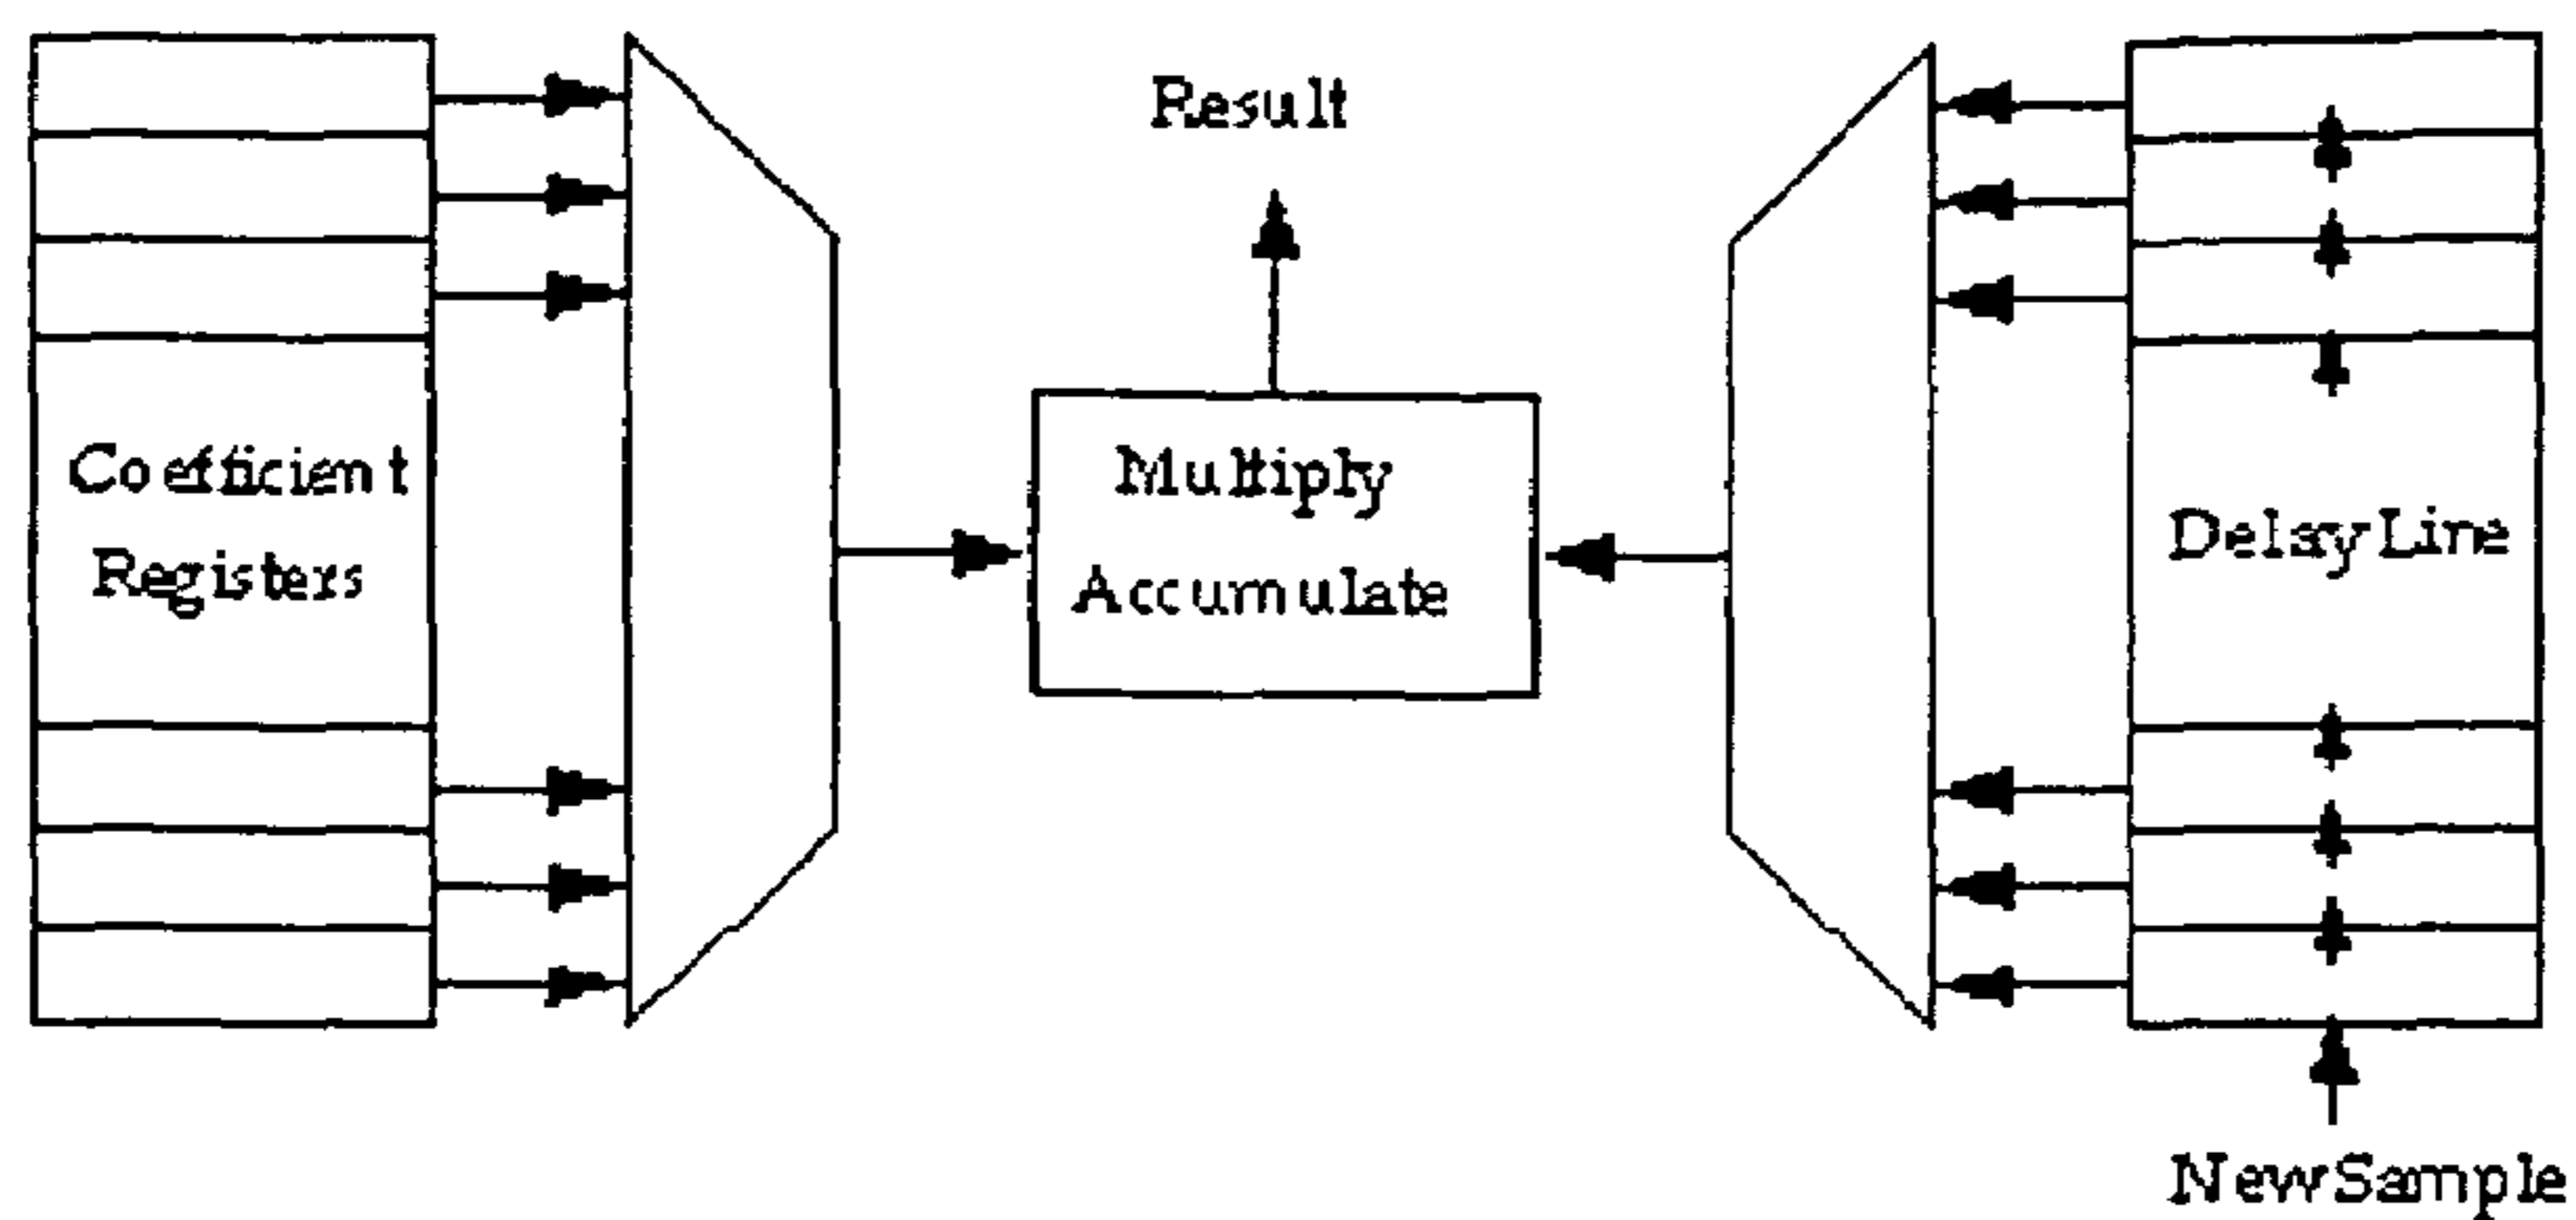 Result
Coefficient
Registers
Multiply
Accumulate
Delay Line
New Sample